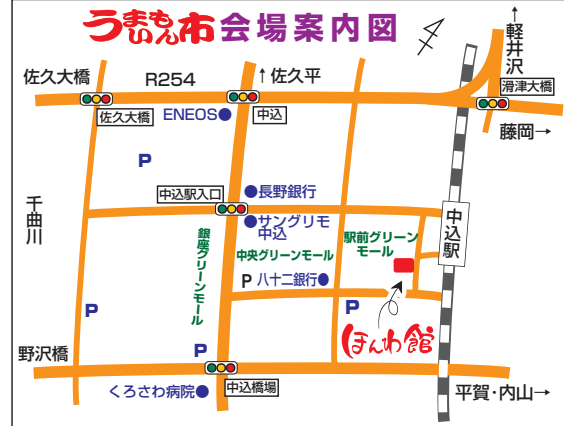 うまいもん市会場案内図
↑
軽井沢
佐久大橋
R254
↑佐久平
滑津大橋
佐久大橋
ENEOS
中込
藤岡→
P
千曲川
中込駅入口
長野銀行
サングリモ
中込
中込駅
銀座グリーンモール
中央グリーンモール
駅前グリーン
モール
P
八十二銀行
P
P
ほんわ館
野沢橋
P
くろさわ病院
中込橋場
平賀・内山→